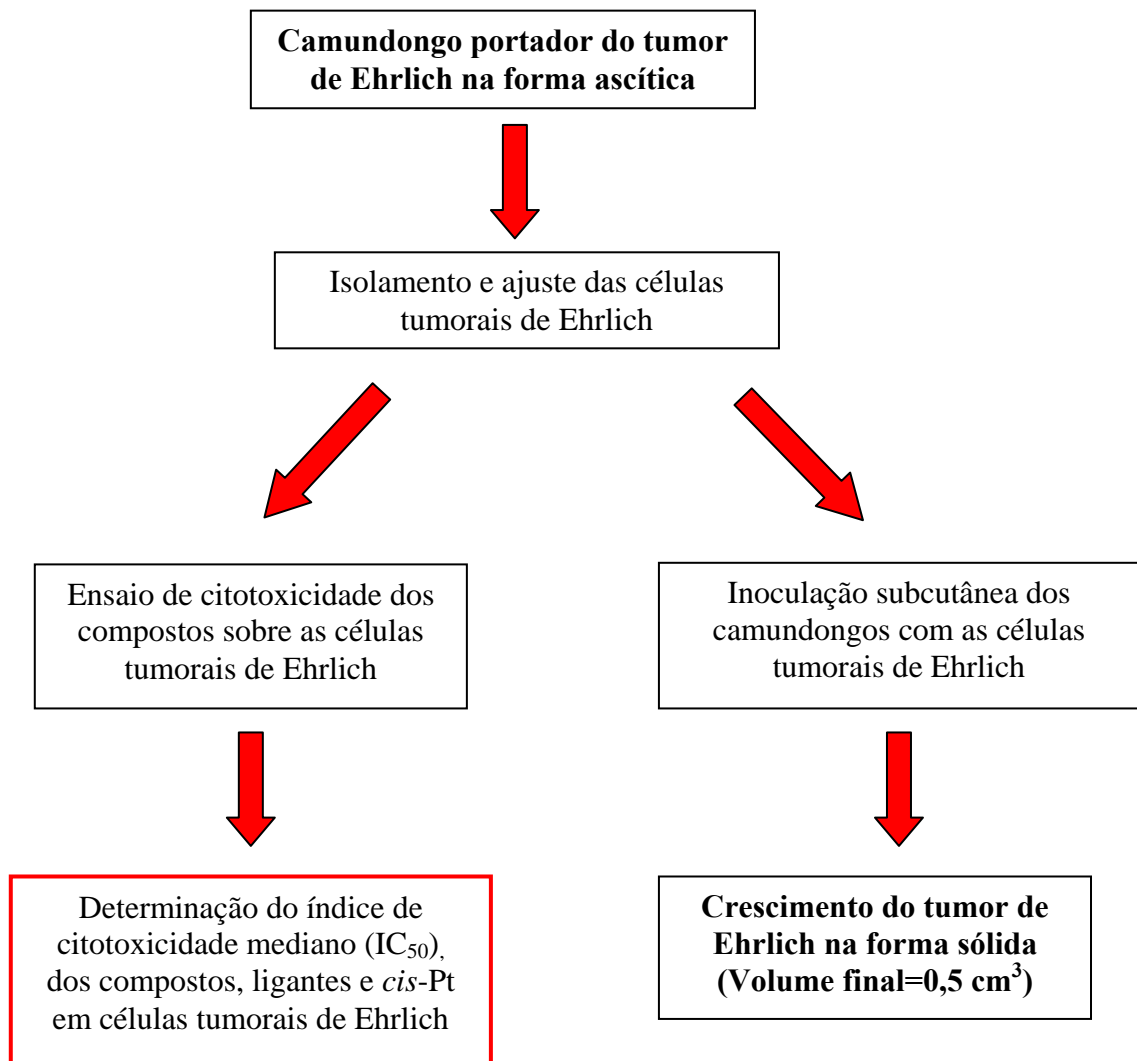 Camundongo portador do tumor
de Ehrlich na forma ascítica
Isolamento e ajuste das células
tumorais de Ehrlich
Ensaio de citotoxicidade dos
compostos sobre as células
tumorais de Ehrlich
Inoculação subcutânea dos
camundongos com as células
tumorais de Ehrlich
Determinação do índice de
citotoxicidade mediano (IC₅₀),
dos compostos, ligantes e cis-Pt
em células tumorais de Ehrlich
Crescimento do tumor de
Ehrlich na forma sólida
(Volume final=0,5 cm³)